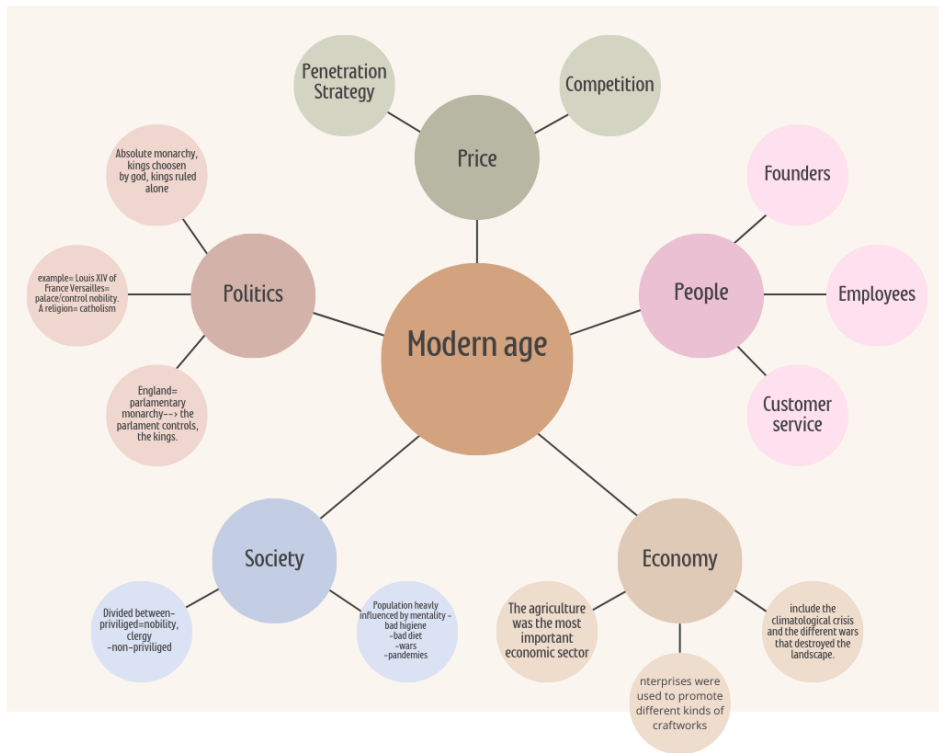 Penetration
Strategy
Competition
Price
Absolute monarchy,
kings choosen
by god, kings ruled
alone
Founders
example= Louis XIV of
France Versailles=
palace/control nobility.
A religion= catholism
Politics
People
Employees
Modern age
England=
parlamentary
monarchy--> the
parlament controls,
the kings.
Customer
service
Society
Economy
Divided between-
priviliged=nobility,
clergy
-non-priviliged
Population heavly
influenced by mentality -
bad higiene
-bad diet
-wars
-pandemies
The agriculture
was the most
important
economic sector
include the
climatological crisis
and the different wars
that destroyed the
landscape.
nterprises were
used to promote
different kinds of
craftworks